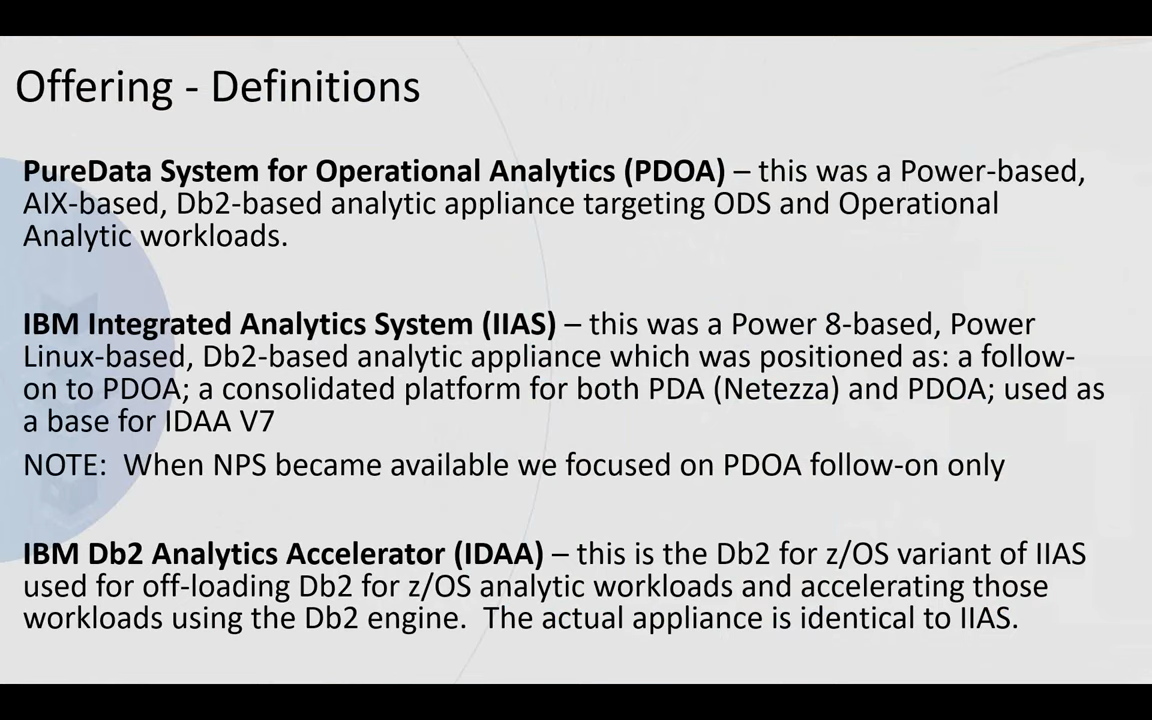 Offering - Definitions
PureData System for Operational Analytics (PDOA) – this was a Power-based,
AIX-based, Db2-based analytic appliance targeting ODS and Operational
Analytic workloads.
IBM Integrated Analytics System (IIAS) – this was a Power 8-based, Power
Linux-based, Db2-based analytic appliance which was positioned as: a follow-
on to PDOA; a consolidated platform for both PDA (Netezza) and PDOA; used as
a base for IDAA V7
NOTE:  When NPS became available we focused on PDOA follow-on only
IBM Db2 Analytics Accelerator (IDAA) – this is the Db2 for z/OS variant of IIAS
used for off-loading Db2 for z/OS analytic workloads and accelerating those
workloads using the Db2 engine.  The actual appliance is identical to IIAS.